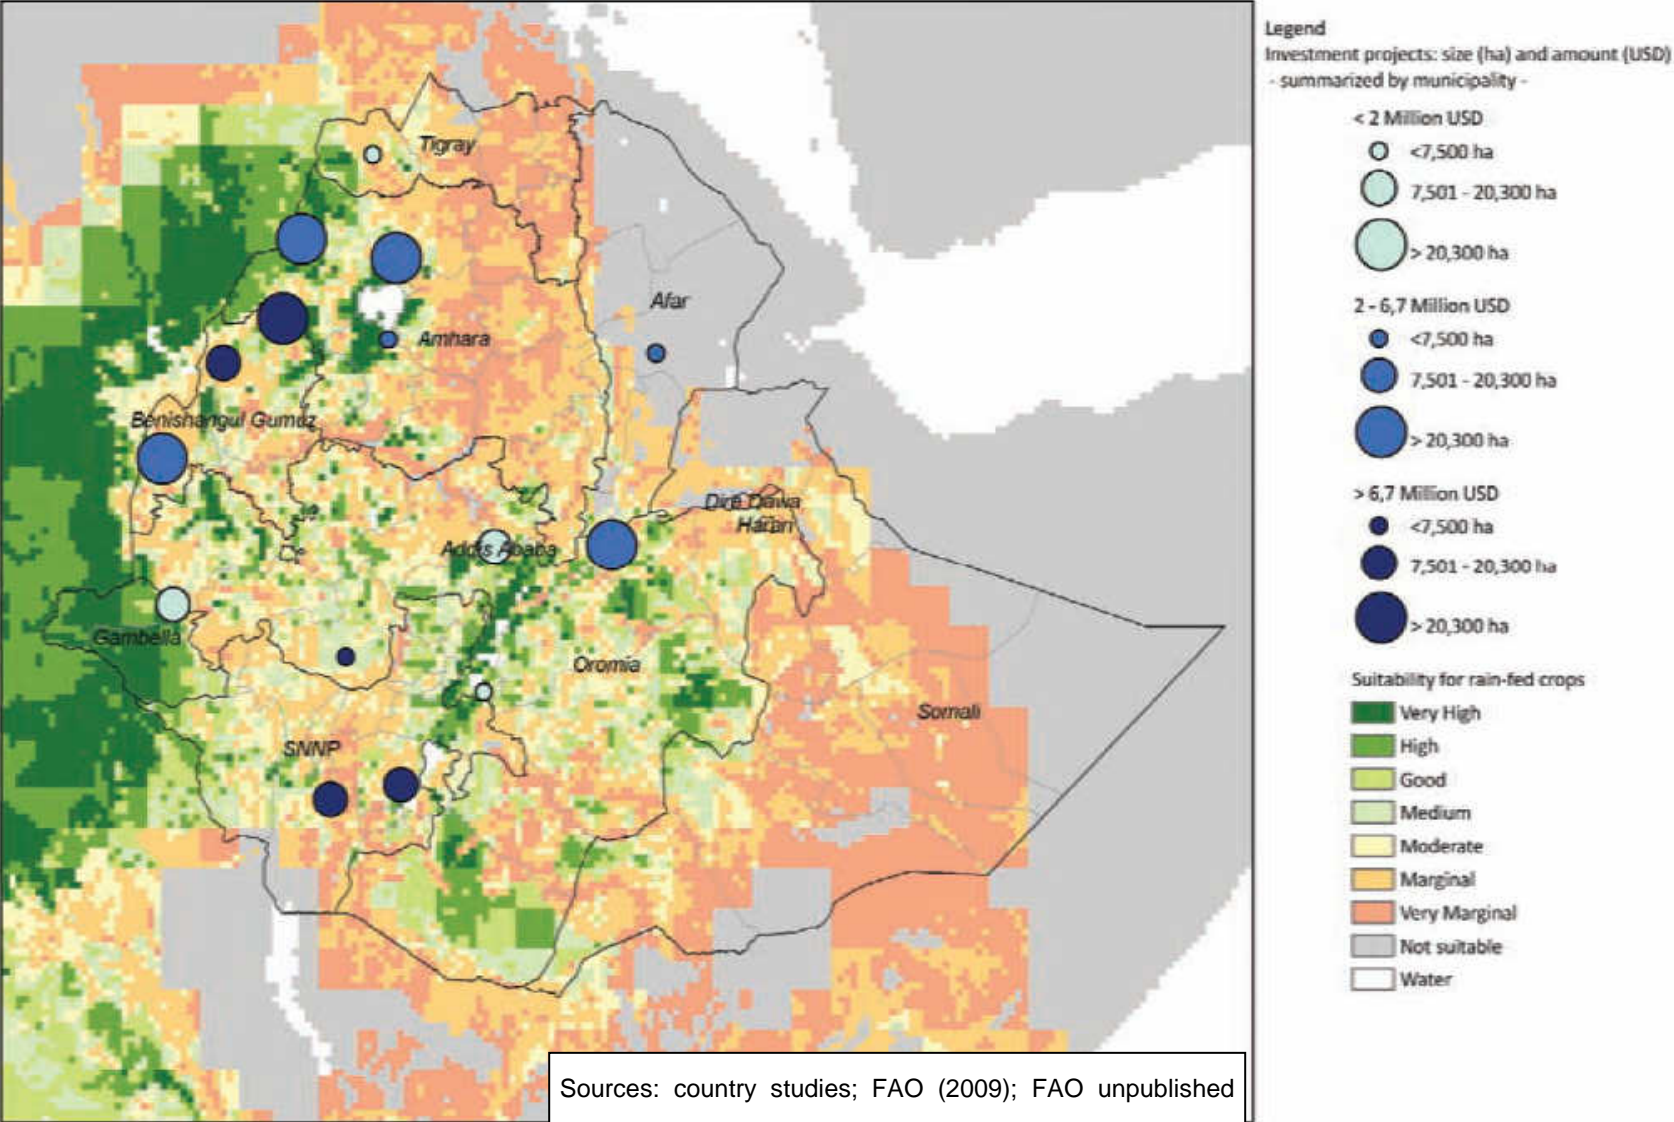 Legend
Investment projects: size (ha) and amount (USD)
- summarized by municipality -
< 2 Million USD
<7,500 ha
7,501 - 20,300 ha
> 20,300 ha
2 - 6,7 Million USD
<7,500 ha
7,501 - 20,300 ha
> 20,300 ha
> 6,7 Million USD
<7,500 ha
7,501 - 20,300 ha
> 20,300 ha
Suitability for rain-fed crops
Very High
High
Good
Medium
Moderate
Marginal
Very Marginal
Not suitable
Water
Tigray
Afar
Amhara
Benishangul Gumuz
Dire Dawa
Harari
Addis Ababa
Gambella
Oromia
Somali
SNNP
Sources: country studies; FAO (2009); FAO unpublished